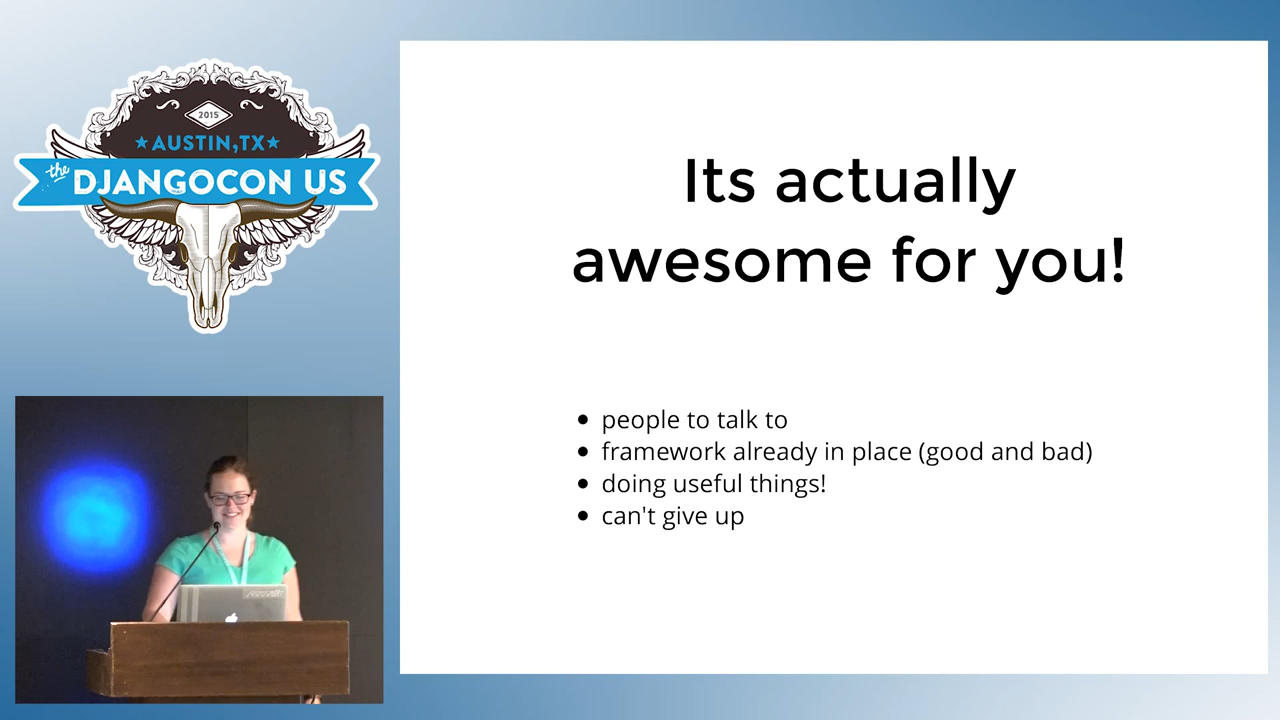 2015
AUSTIN, TX
the
DJANGOCON US
Its actually
awesome for you!
people to talk to
framework already in place (good and bad)
doing useful things!
can't give up